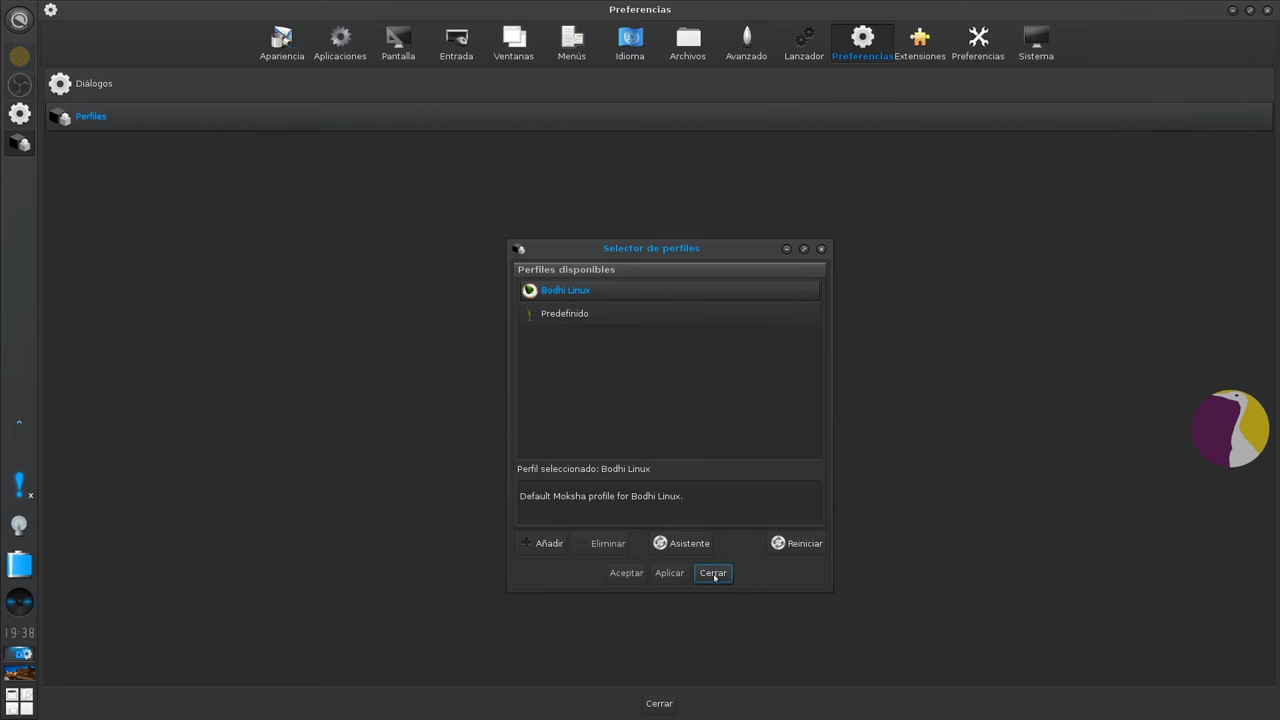 Preferencias
Apariencia Aplicaciones Pantalla Entrada Ventanas Menús Idioma Archivos Avanzado Lanzador Preferencias Extensiones Preferencias Sistema
Diálogos
Perfiles
Selector de perfiles
Perfiles disponibles
Bodhi Linux
Predefinido
Perfil seleccionado: Bodhi Linux
Default Moksha profile for Bodhi Linux.
Añadir Eliminar Asistente Reiniciar
Aceptar Aplicar Cerrar
x
19:38
Cerrar